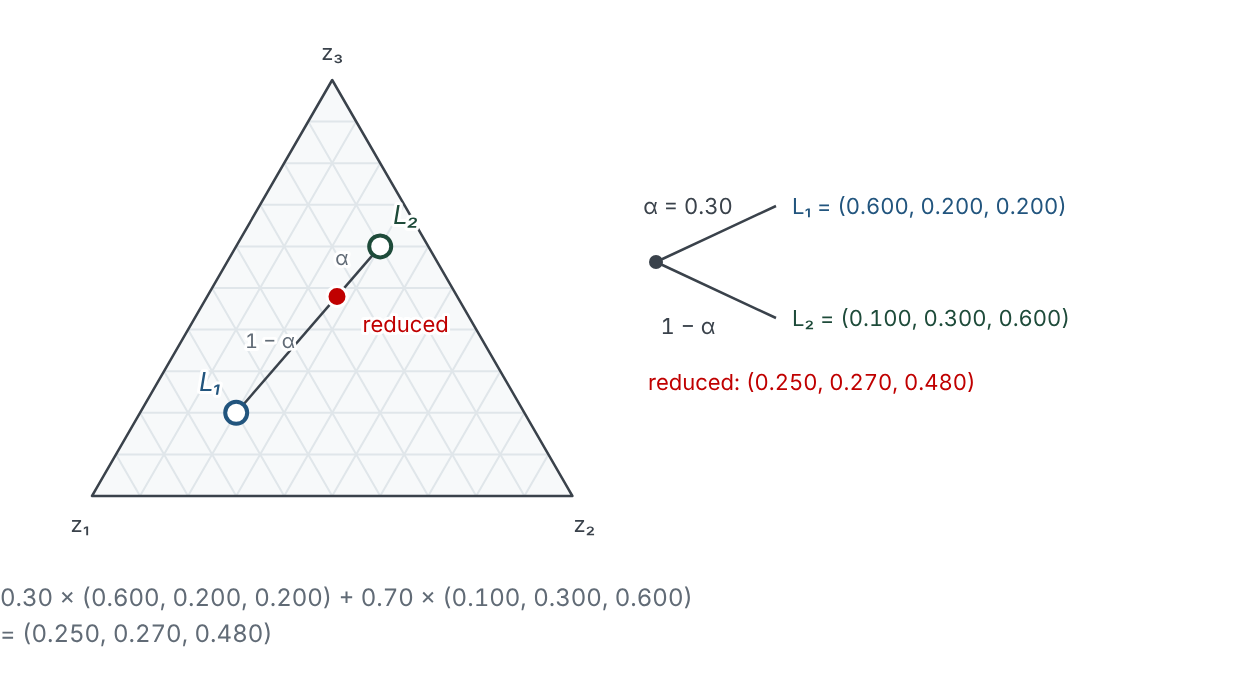 z₃
L₂
α
reduced
1 − α
L₁
z₁
z₂
α = 0.30
L₁ = (0.600, 0.200, 0.200)
1 − α
L₂ = (0.100, 0.300, 0.600)
reduced: (0.250, 0.270, 0.480)
0.30 × (0.600, 0.200, 0.200) + 0.70 × (0.100, 0.300, 0.600)
= (0.250, 0.270, 0.480)